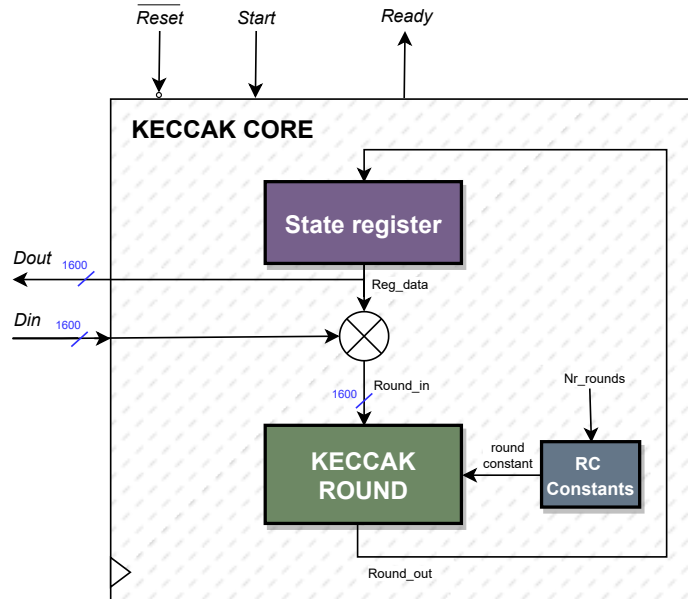 Reset
Start
Ready
KECCAK CORE
State register
Dout
1600
Reg_data
Din
1600
Round_in
1600
Nr_rounds
KECCAK
ROUND
round
constant
RC
Constants
Round_out